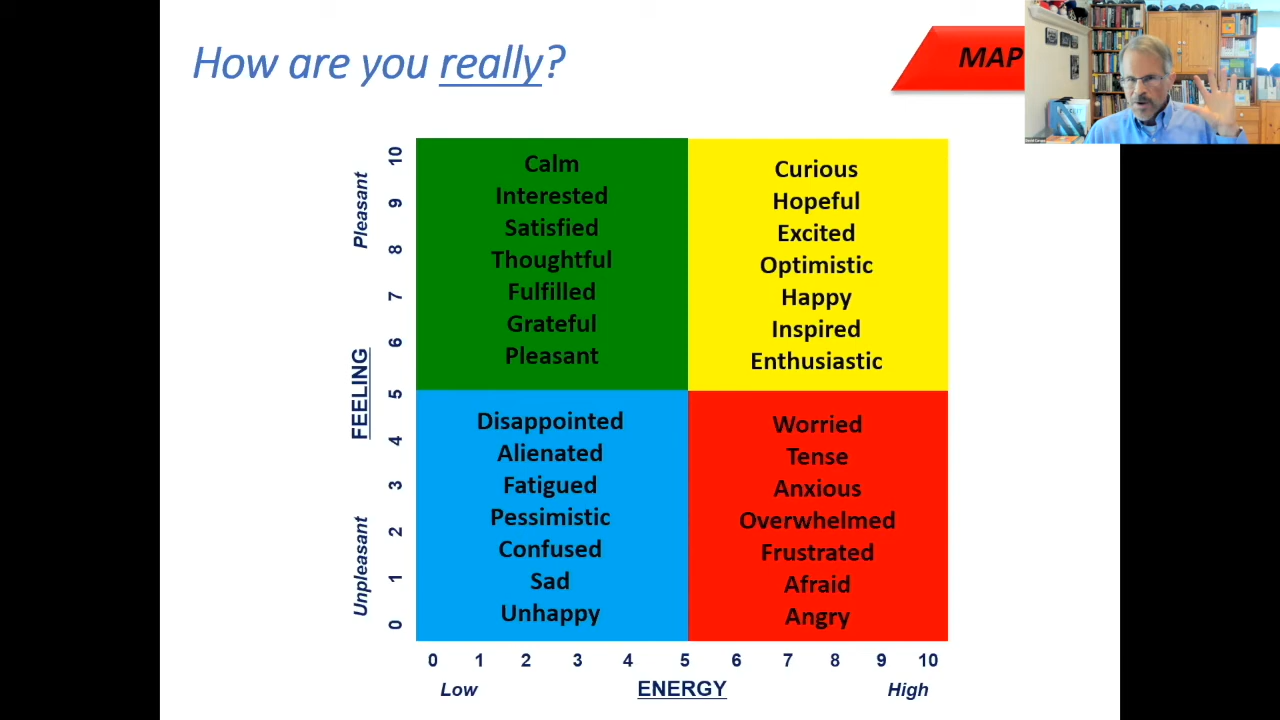 How are you really?
MAP
Pleasant
FEELING
Unpleasant
10
9
8
7
6
5
4
3
2
1
0
Calm
Interested
Satisfied
Thoughtful
Fulfilled
Grateful
Pleasant
Curious
Hopeful
Excited
Optimistic
Happy
Inspired
Enthusiastic
Disappointed
Alienated
Fatigued
Pessimistic
Confused
Sad
Unhappy
Worried
Tense
Anxious
Overwhelmed
Frustrated
Afraid
Angry
0 1 2 3 4 5 6 7 8 9 10
Low ENERGY High